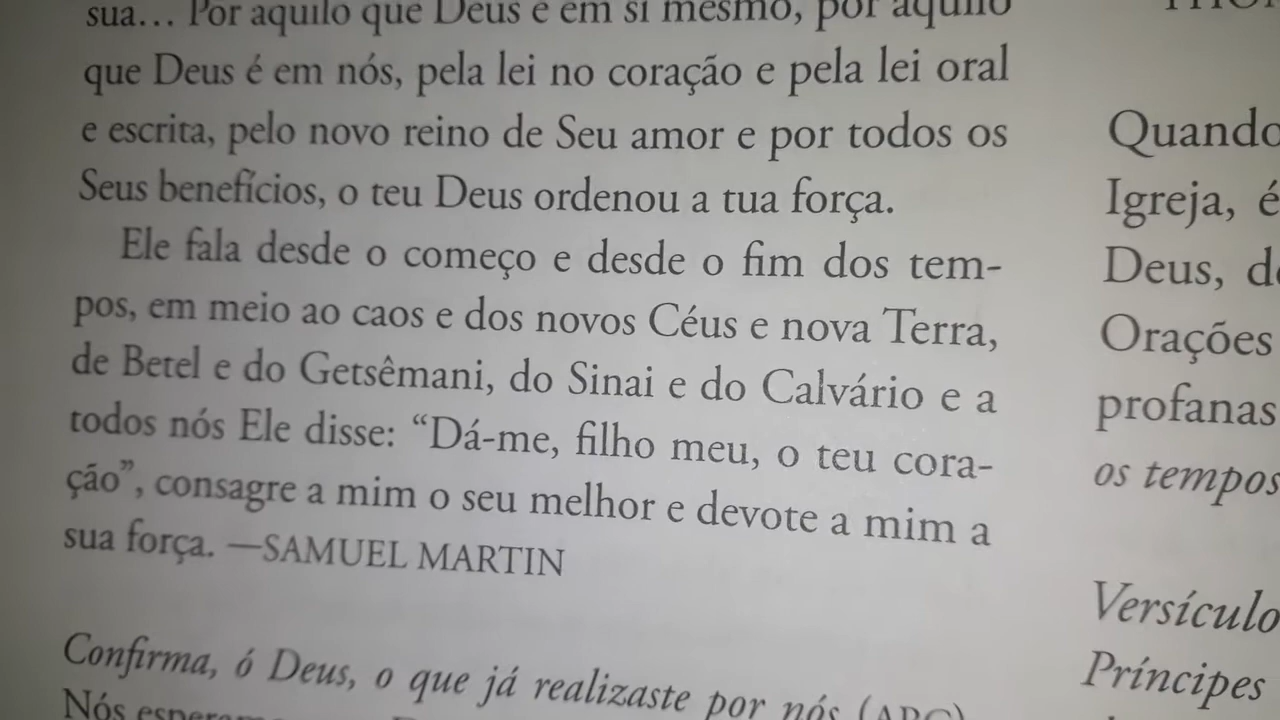 sua... Por aquilo que Deus é em si mesmo, por aquilo
que Deus é em nós, pela lei no coração e pela lei oral
e escrita, pelo novo reino de Seu amor e por todos os
Seus benefícios, o teu Deus ordenou a tua força.
Ele fala desde o começo e desde o fim dos tem-
pos, em meio ao caos e dos novos Céus e nova Terra,
de Betel e do Getsêmani, do Sinai e do Calvário e a
todos nós Ele disse: “Dá-me, filho meu, o teu cora-
ção”, consagre a mim o seu melhor e devote a mim a
sua força. —SAMUEL MARTIN
Confirma, ó Deus, o que já realizaste por nós (ARC)
Nós
Quando
Igreja, é
Deus,
Orações
profanas
os tempos
Versículo
Príncipes